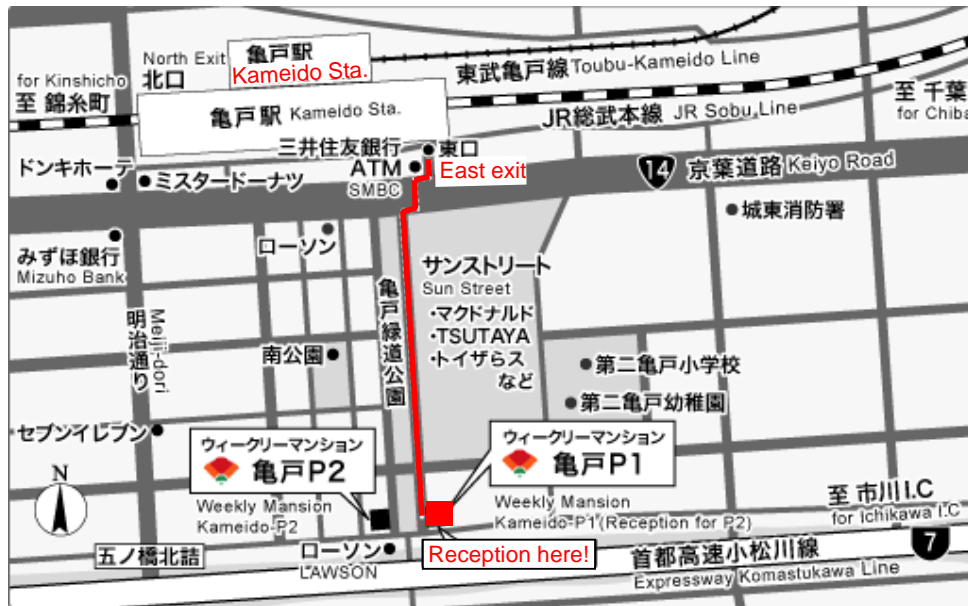 North Exit
北口
亀戸駅
Kameido Sta.
東武亀戸線 Toubu-Kameido Line
for Kinshicho
至 錦糸町
亀戸駅 Kameido Sta.
JR総武本線 JR Sobu Line
至 千葉
for Chiba
三井住友銀行
ATM
SMBC
東口
East exit
ドンキホーテ
ミスタードーナツ
14
京葉道路 Keiyo Road
城東消防署
みずほ銀行
Mizuho Bank
ローソン
サンストリート
Sun Street
・マクドナルド
・TSUTAYA
・トイザらス
など
亀戸緑道公園
明治通り
Meiji-dori
南公園
第二亀戸小学校
第二亀戸幼稚園
セブンイレブン
ウィークリーマンション
亀戸P2
Weekly Mansion
Kameido-P2
ウィークリーマンション
亀戸P1
Weekly Mansion
Kameido-P1 (Reception for P2)
N
至 市川I.C
for Ichikawa I.C
7
五ノ橋北詰
ローソン
LAWSON
Reception here!
首都高速小松川線
Expressway Komastukawa Line